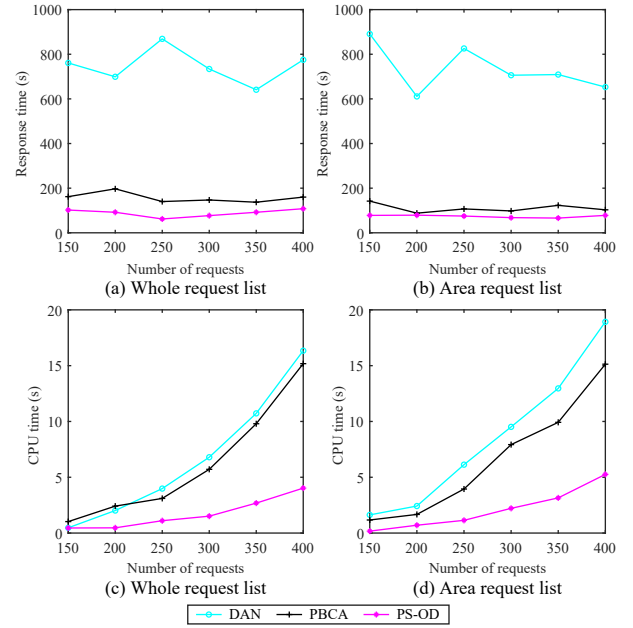 1000
800
600
400
200
0
Response time (s)
150 200 250 300 350 400
Number of requests
(a) Whole request list
1000
800
600
400
200
0
Response time (s)
150 200 250 300 350 400
Number of requests
(b) Area request list
20
15
10
5
0
CPU time (s)
150 200 250 300 350 400
Number of requests
(c) Whole request list
20
15
10
5
0
CPU time (s)
150 200 250 300 350 400
Number of requests
(d) Area request list
DAN PBCA PS-OD